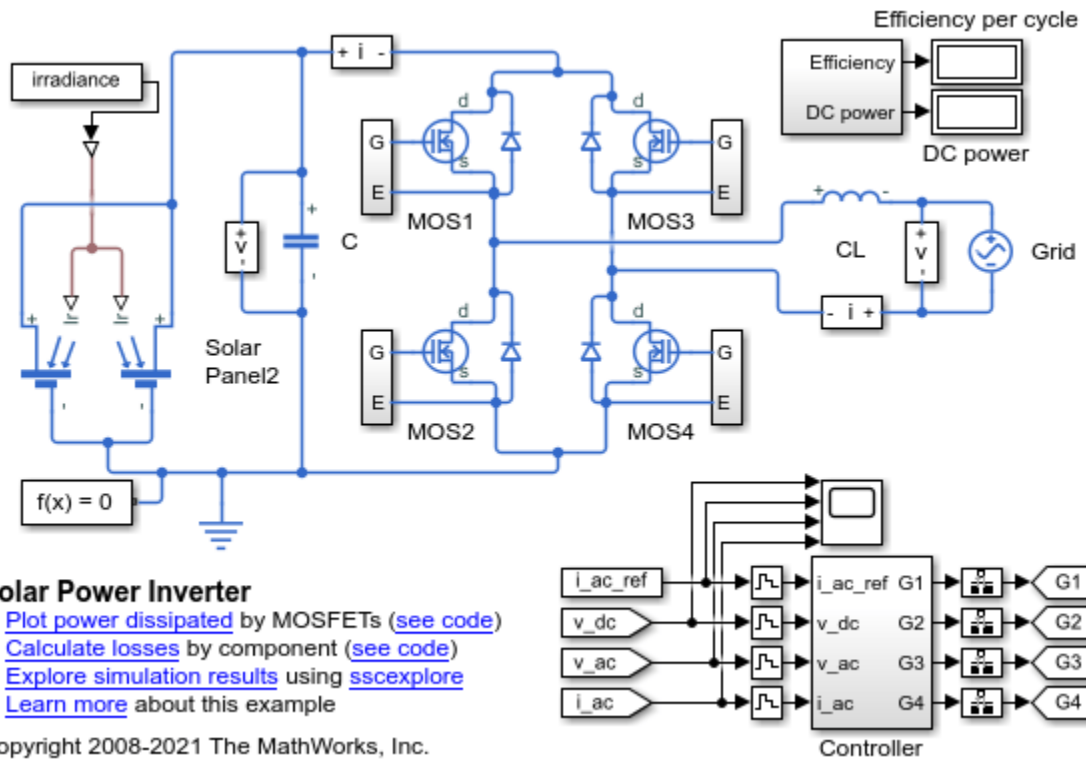 Efficiency per cycle
irradiance
+ i -
Efficiency
DC power
DC power
d
d
G
G
s
s
E
E
MOS1
MOS3
+
-
+
+ v -
C
+ v -
CL
Grid
Ir
Ir
+
+
- i +
d
d
Solar
Panel2
G
G
s
s
E
E
MOS2
MOS4
f(x) = 0
olar Power Inverter
Plot power dissipated by MOSFETs (see code)
Calculate losses by component (see code)
Explore simulation results using sscexplore
Learn more about this example
opyright 2008-2021 The MathWorks, Inc.
i_ac_ref
i_ac_ref G1
G1
v_dc
v_dc G2
G2
v_ac
v_ac G3
G3
i_ac
i_ac G4
G4
Controller